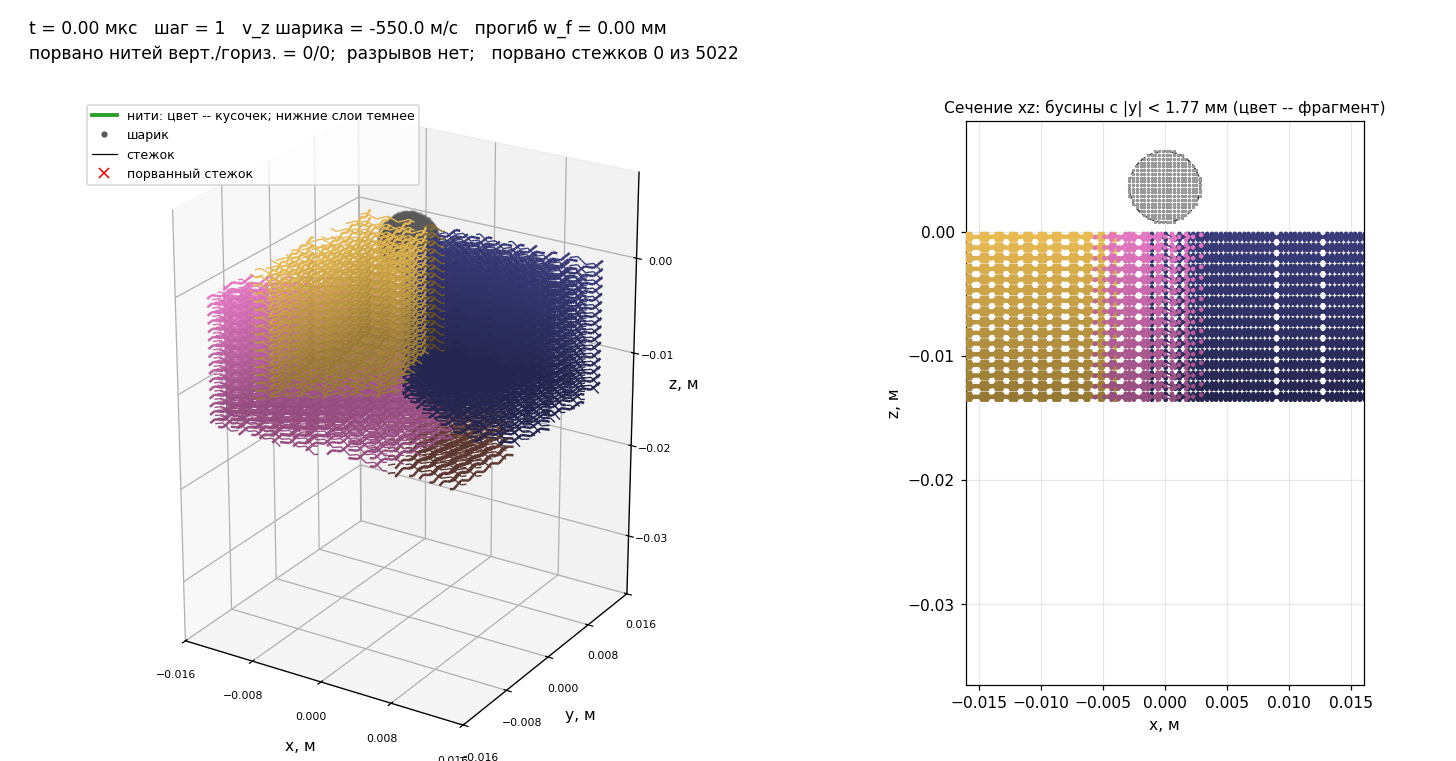 t = 0.00 мкс   шаг = 1   v_z шарика = -550.0 м/с   прогиб w_f = 0.00 мм
порвано нитей верт./гориз. = 0/0;  разрывов нет;   порвано стежков 0 из 5022
нити: цвет -- кусочек; нижние слои темнее
шарик
стежок
порванный стежок
0.00
−0.01
z, м
−0.02
−0.03
0.016
0.008
0.000
−0.008
−0.016
y, м
−0.016
−0.008
0.000
0.008
x, м
Сечение xz: бусины с |y| < 1.77 мм (цвет -- фрагмент)
0.00
−0.01
z, м
−0.02
−0.03
−0.015 −0.010 −0.005 0.000 0.005 0.010 0.015
x, м